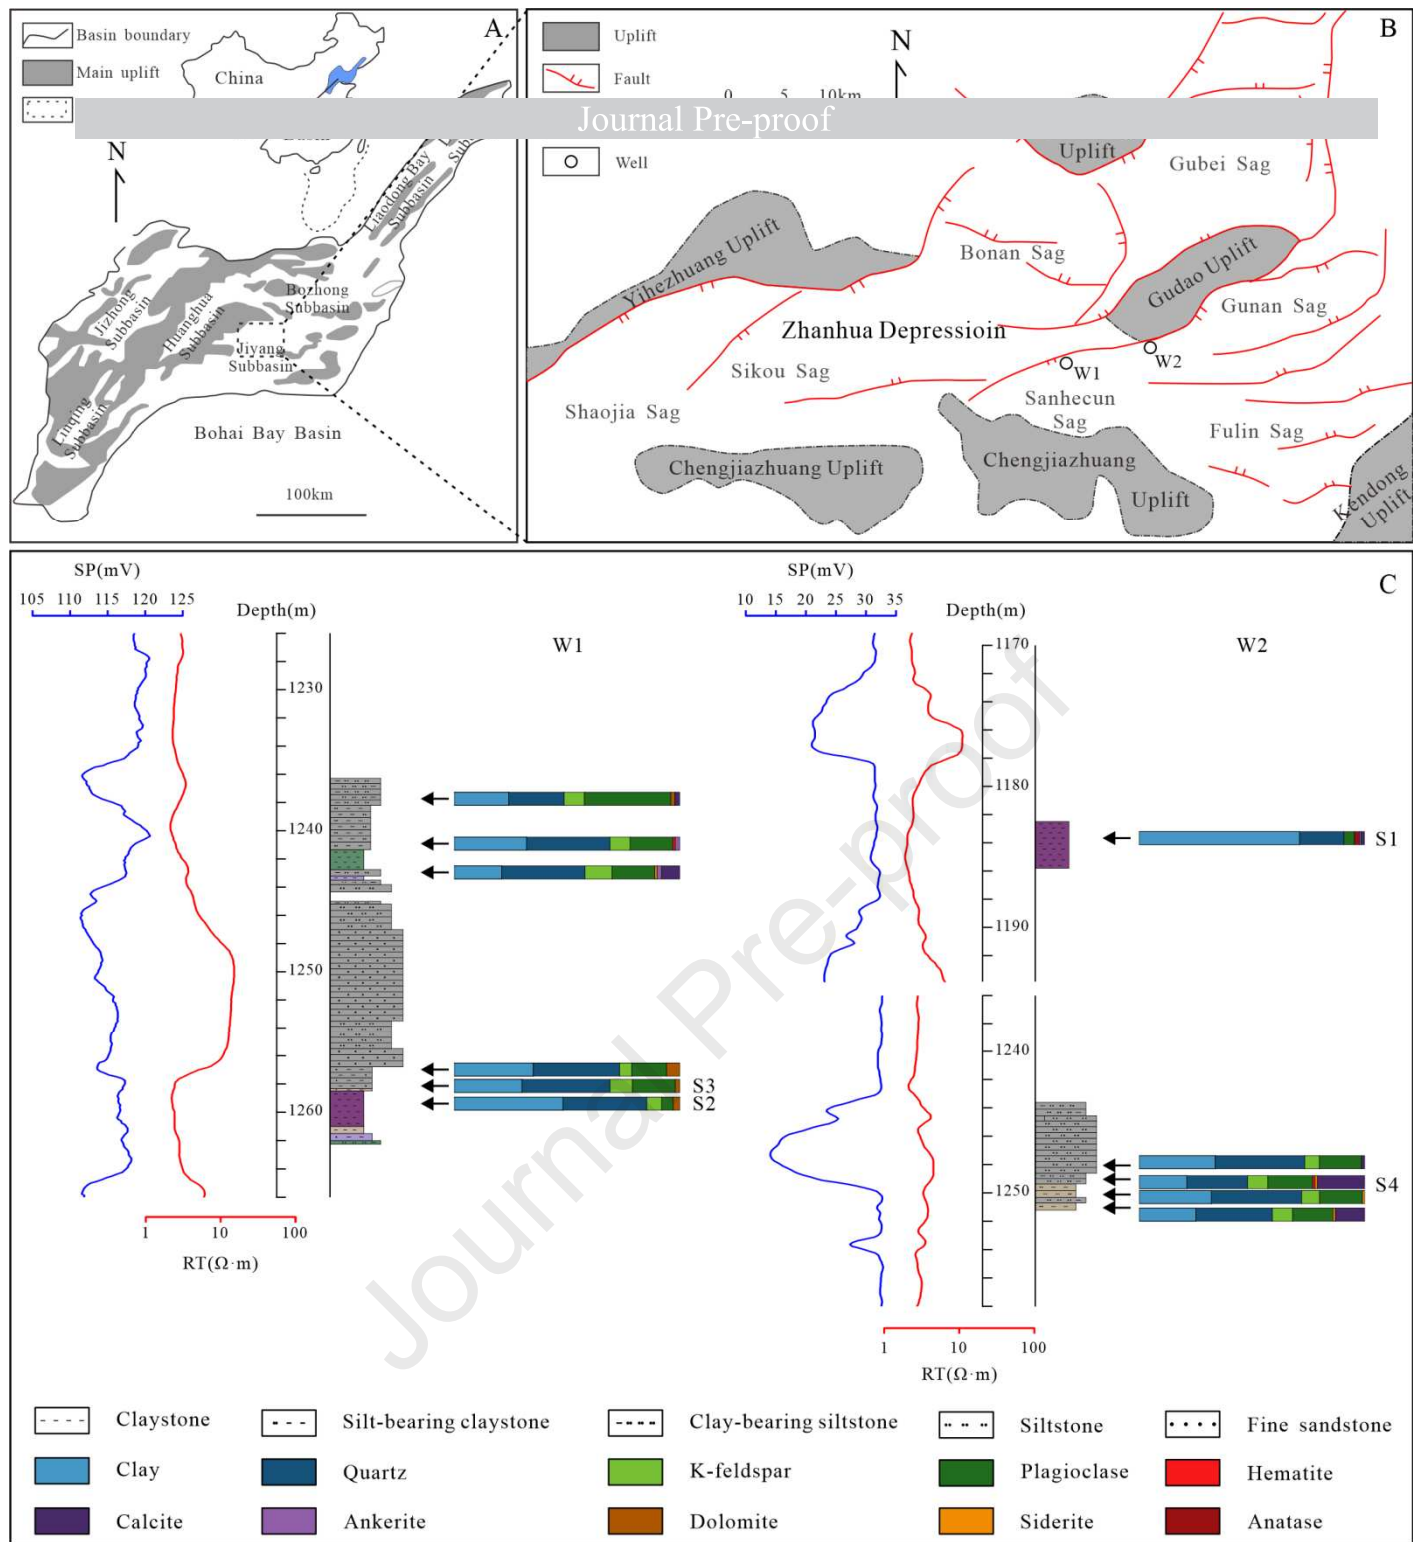 A
Basin boundary
Main uplift
China
N
Liaodong Bay
Subbasin
Jizhong
Subbasin
Huanghua
Subbasin
Bozhong
Subbasin
Jiyang
Subbasin
Linqing
Subbasin
Bohai Bay Basin
100km
Journal Pre-proof
B
Uplift
Fault
Well
N
0 5 10km
Uplift
Gubei Sag
Yihezhuang Uplift
Bonan Sag
Gudao Uplift
Gunan Sag
Zhanhua Depressioin
Sikou Sag
W1
W2
Shaojia Sag
Sanhecun
Sag
Fulin Sag
Chengjiazhuang Uplift
Chengjiazhuang
Uplift
Kendong
Uplift
C
SP(mV)
105 110 115 120 125
Depth(m)
W1
1230
1240
1250
1260
S3
S2
1 10 100
RT(Ω·m)
SP(mV)
10 15 20 25 30 35
Depth(m)
W2
1170
1180
1190
1240
1250
S1
S4
1 10 100
RT(Ω·m)
Journal Pre-proof
Claystone Silt-bearing claystone Clay-bearing siltstone Siltstone Fine sandstone
Clay Quartz K-feldspar Plagioclase Hematite
Calcite Ankerite Dolomite Siderite Anatase